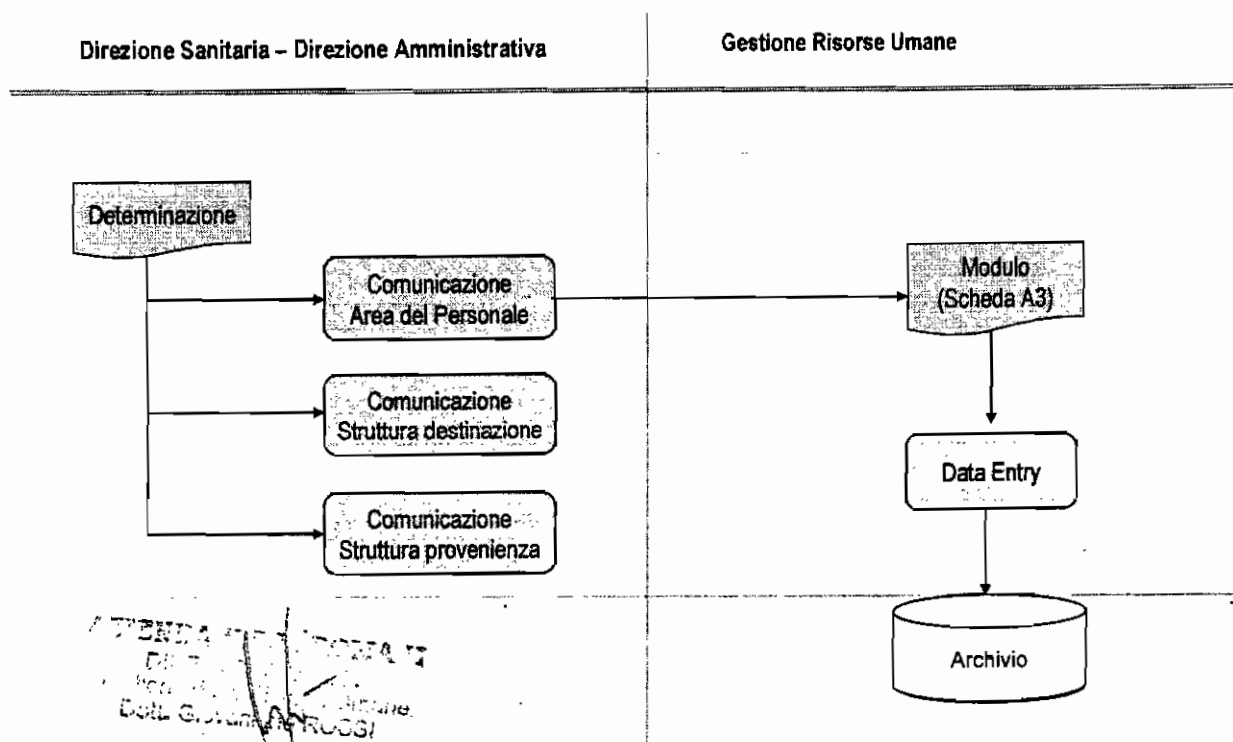 Direzione Sanitaria – Direzione Amministrativa
Gestione Risorse Umane
Determinazione
Comunicazione
Area del Personale
Modulo
(Scheda A3)
Comunicazione
Struttura destinazione
Data Entry
Comunicazione
Struttura provenienza
Archivio
ROSSI